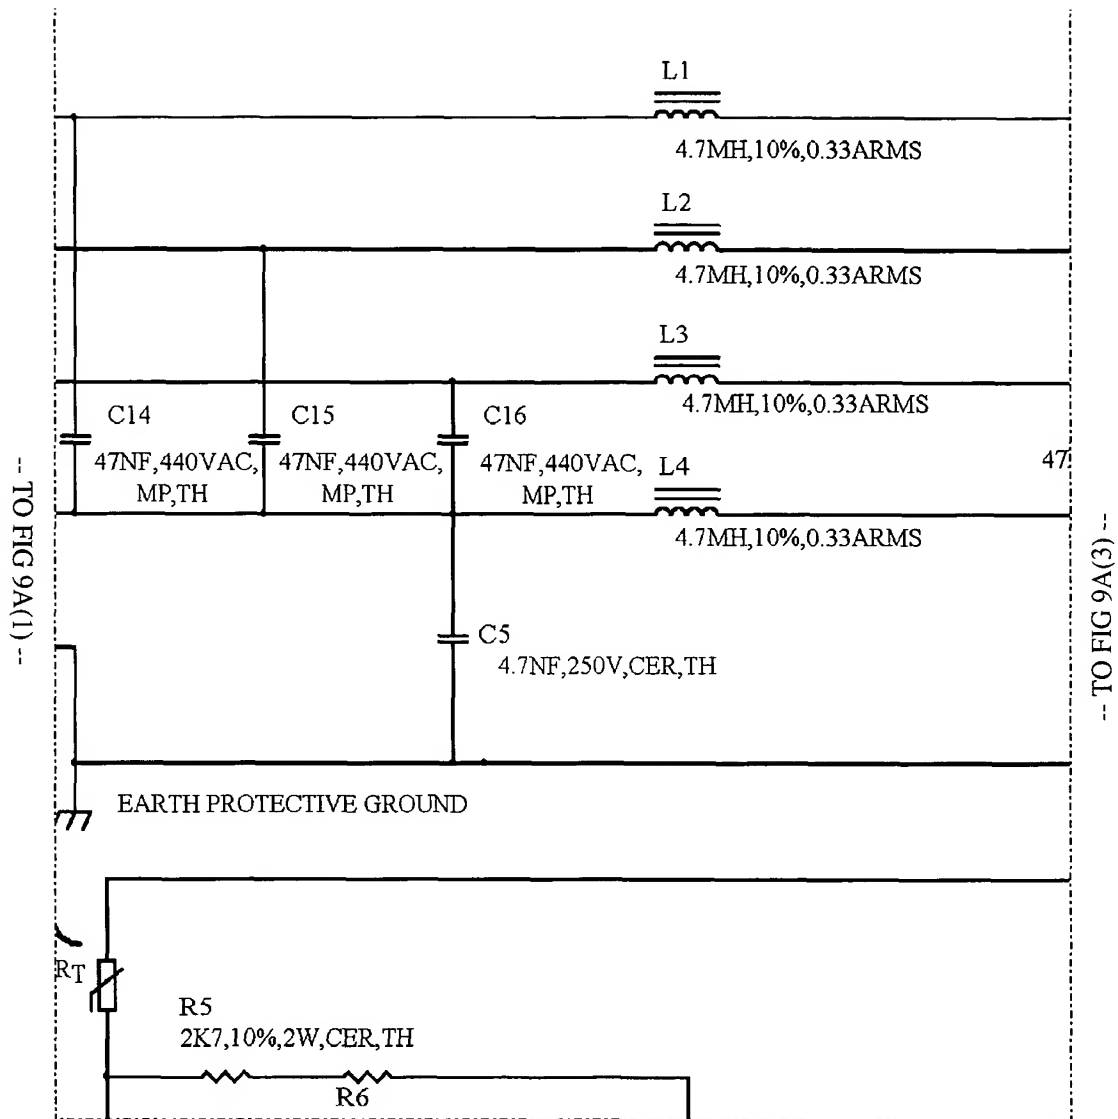 L1
4.7MH,10%,0.33ARMS
L2
4.7MH,10%,0.33ARMS
L3
4.7MH,10%,0.33ARMS
C14
47NF,440VAC,
MP,TH
C15
47NF,440VAC,
MP,TH
C16
47NF,440VAC,
MP,TH
L4
4.7MH,10%,0.33ARMS
47
-- TO FIG 9A(1) --
-- TO FIG 9A(3) --
C5
4.7NF,250V,CER,TH
EARTH PROTECTIVE GROUND
RT
R5
2K7,10%,2W,CER,TH
R6